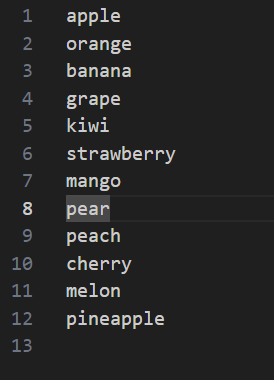 1 apple
2 orange
3 banana
4 grape
5 kiwi
6 strawberry
7 mango
8 pear
9 peach
10 cherry
11 melon
12 pineapple
13